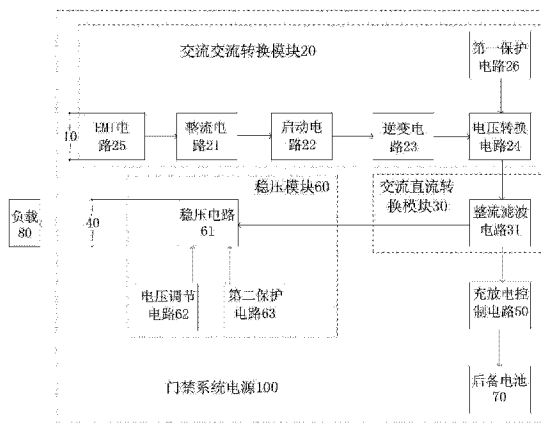 交流交流转换模块20
第一保护
电路26
10
EMI电
路25
整流电
路21
启动电
路22
逆变电
路23
电压转换
电路24
稳压模块60
交流直流转
换模块30
负载
80
40
稳压电路
61
整流滤波
电路31
电压调节
电路62
第二保护
电路63
充放电控
制电路50
门禁系统电源100
后备电池
70